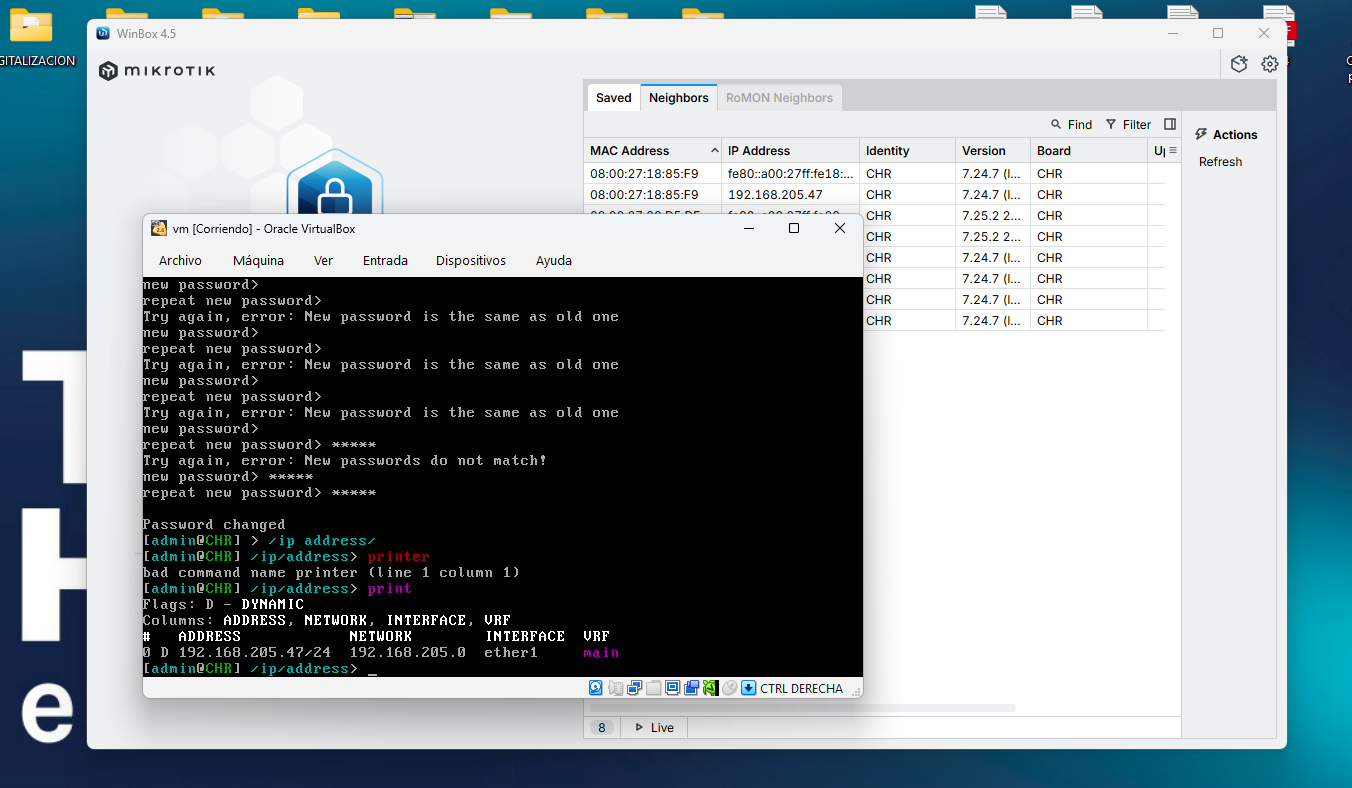 GITALIZACION
WinBox 4.5
MIKROTIK
Saved Neighbors RoMON Neighbors
Find Filter
Actions
Refresh
MAC Address IP Address Identity Version Board
08:00:27:18:85:F9 fe80::a00:27ff:fe18:... CHR 7.24.7 (l... CHR
08:00:27:18:85:F9 192.168.205.47 CHR 7.24.7 (l... CHR
CHR 7.25.2 2... CHR
CHR 7.25.2 2... CHR
CHR 7.24.7 (l... CHR
CHR 7.24.7 (l... CHR
CHR 7.24.7 (l... CHR
CHR 7.24.7 (l... CHR
vm [Corriendo] - Oracle VirtualBox
Archivo Máquina Ver Entrada Dispositivos Ayuda
new password>
repeat new password>
Try again, error: New password is the same as old one
new password>
repeat new password>
Try again, error: New password is the same as old one
new password>
repeat new password>
Try again, error: New password is the same as old one
new password>
repeat new password> *****
Try again, error: New passwords do not match!
new password> *****
repeat new password> *****
Password changed
[admin@CHR] > /ip address/
[admin@CHR] /ip/address> printer
bad command name printer (line 1 column 1)
[admin@CHR] /ip/address> print
Flags: D - DYNAMIC
Columns: ADDRESS, NETWORK, INTERFACE, VRF
# ADDRESS NETWORK INTERFACE VRF
0 D 192.168.205.47/24 192.168.205.0 ether1 main
[admin@CHR] /ip/address> _
CTRL DERECHA
8 Live